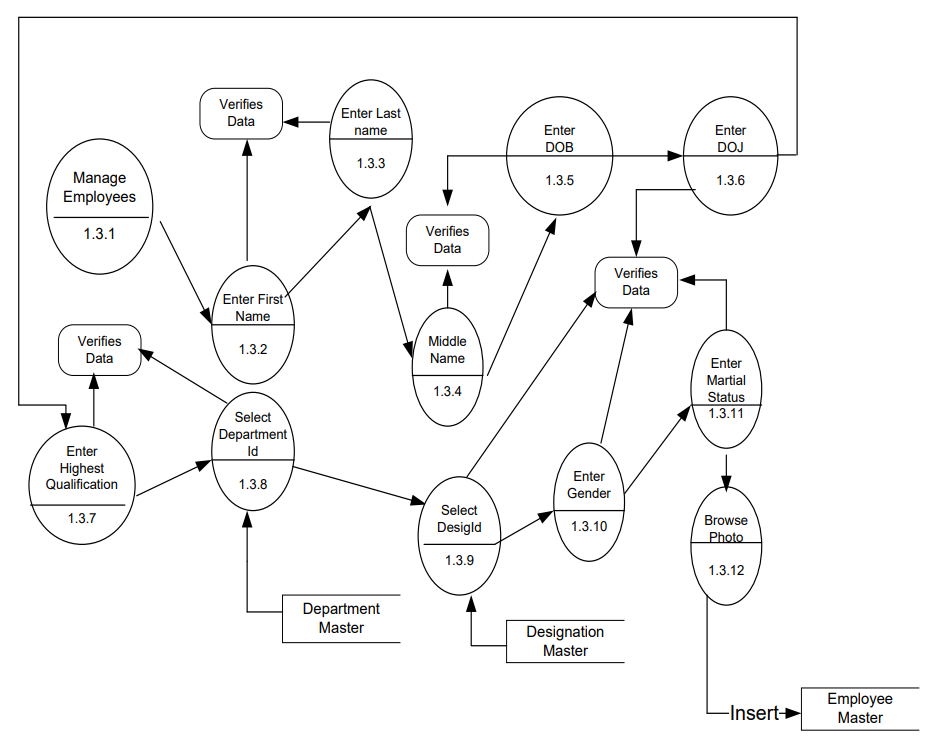 Manage
Employees
1.3.1
Verifies
Data
Enter First
Name
1.3.2
Enter Last
name
1.3.3
Verifies
Data
Middle
Name
1.3.4
Enter
DOB
1.3.5
Enter
DOJ
1.3.6
Verifies
Data
Verifies
Data
Enter
Highest
Qualification
1.3.7
Select
Department
Id
1.3.8
Department
Master
Select
DesigId
1.3.9
Designation
Master
Enter
Gender
1.3.10
Enter
Martial
Status
1.3.11
Browse
Photo
1.3.12
Insert
Employee
Master